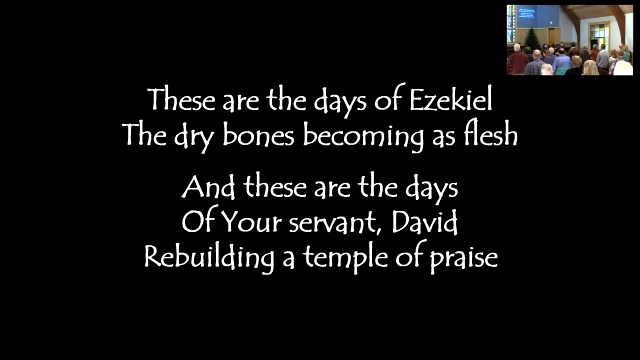 These are the days of Ezekiel
The dry bones becoming as flesh
And these are the days
Of Your servant, David
Rebuilding a temple of praise